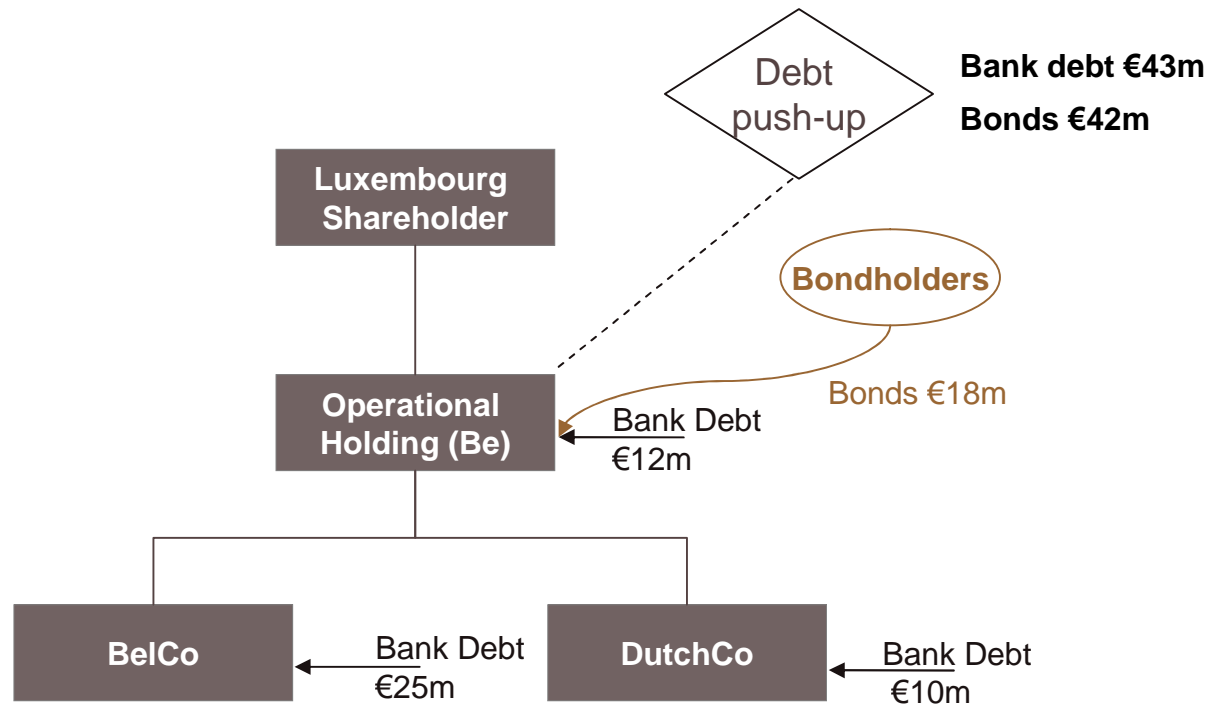 Debt
push-up
Bank debt €43m
Bonds €42m
Luxembourg
Shareholder
Bondholders
Bonds €18m
Operational
Holding (Be)
Bank Debt
€12m
BelCo
Bank Debt
€25m
DutchCo
Bank Debt
€10m